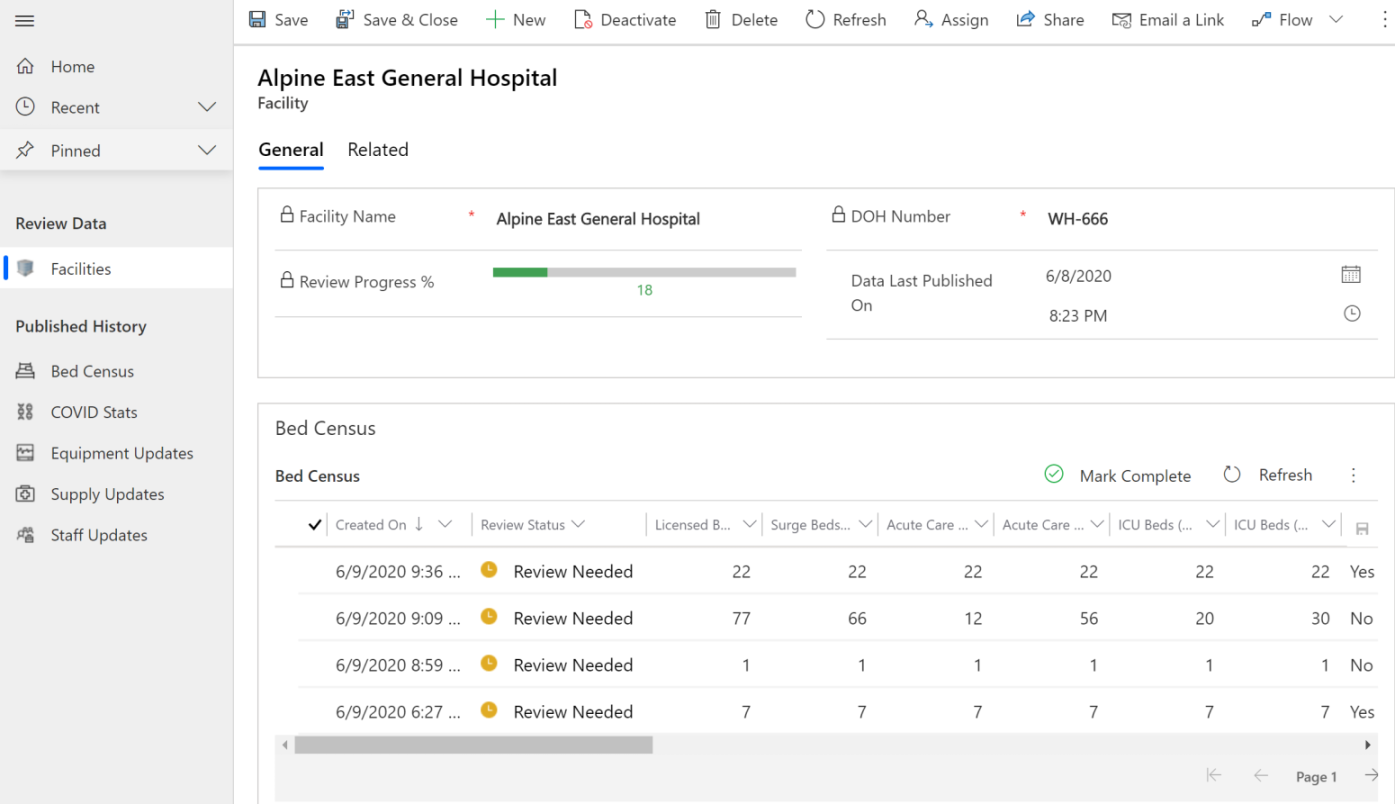 Save Save & Close New Deactivate Delete Refresh Assign Share Email a Link Flow
Home
Recent
Pinned
Review Data
Facilities
Published History
Bed Census
COVID Stats
Equipment Updates
Supply Updates
Staff Updates
Alpine East General Hospital
Facility
General Related
Facility Name * Alpine East General Hospital
Review Progress % 18
DOH Number * WH-666
Data Last Published
On
6/8/2020
8:23 PM
Bed Census
Bed Census Mark Complete Refresh
Created On Review Status Licensed B... Surge Beds... Acute Care ... Acute Care ... ICU Beds (... ICU Beds (...
6/9/2020 9:36 ... Review Needed 22 22 22 22 22 22 Yes
6/9/2020 9:09 ... Review Needed 77 66 12 56 20 30 No
6/9/2020 8:59 ... Review Needed 1 1 1 1 1 1 No
6/9/2020 6:27 ... Review Needed 7 7 7 7 7 7 Yes
Page 1